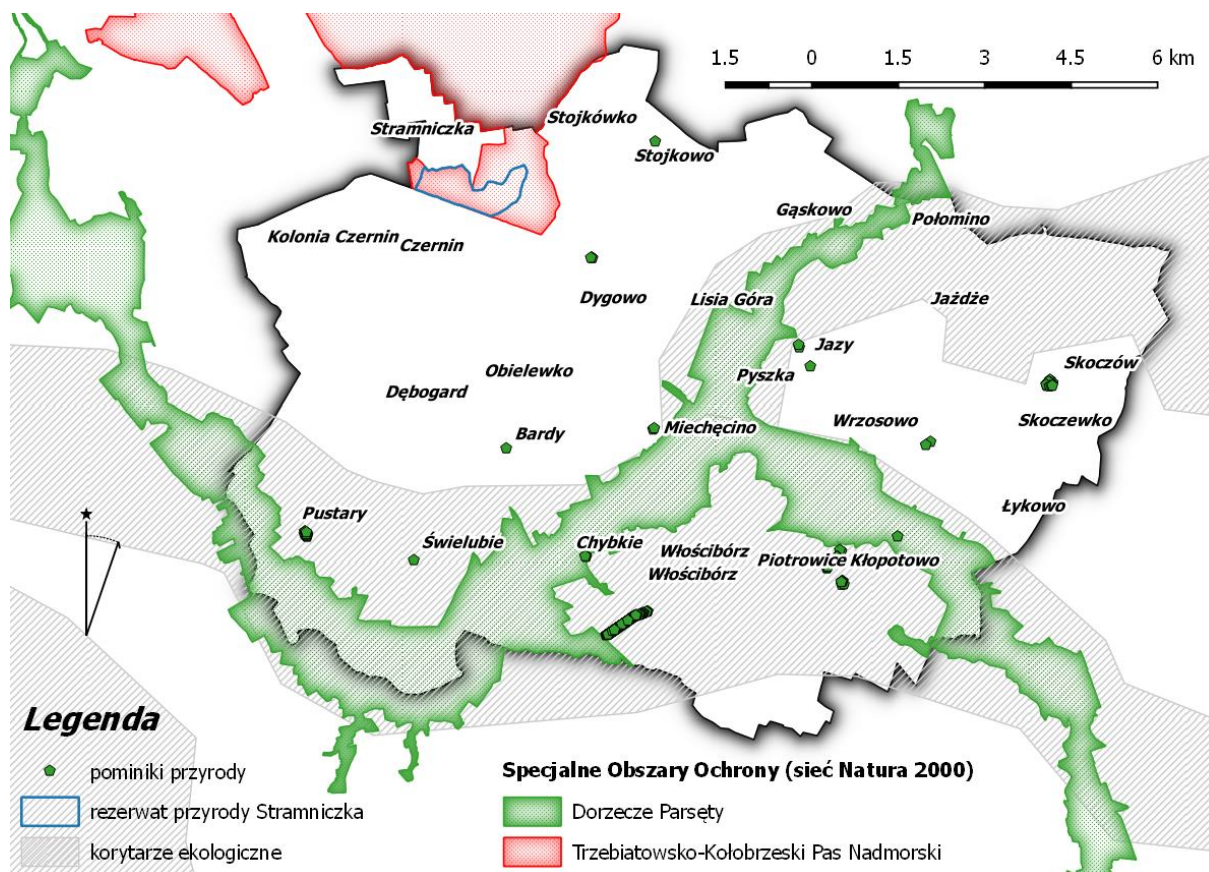 1.5 0 1.5 3 4.5 6 km
Stojkówko
Stramniczka
Stojkowo
Gąskowo
Połomino
Kolonia Czernin
Czernin
Dygowo
Lisia Góra
Jażdże
Jazy
Skoczów
Pyszka
Obielewko
Dębogard
Wrzosowo
Skoczewko
Bardy
Miechęcino
Łykowo
Pustary
Świelubie
Chybkie
Włościbórz
Włościbórz
Piotrowice
Kłopotowo
Legenda
pominiki przyrody
rezerwat przyrody Stramniczka
korytarze ekologiczne
Specjalne Obszary Ochrony (sieć Natura 2000)
Dorzecze Parsęty
Trzebiatowsko-Kołobrzeski Pas Nadmorski